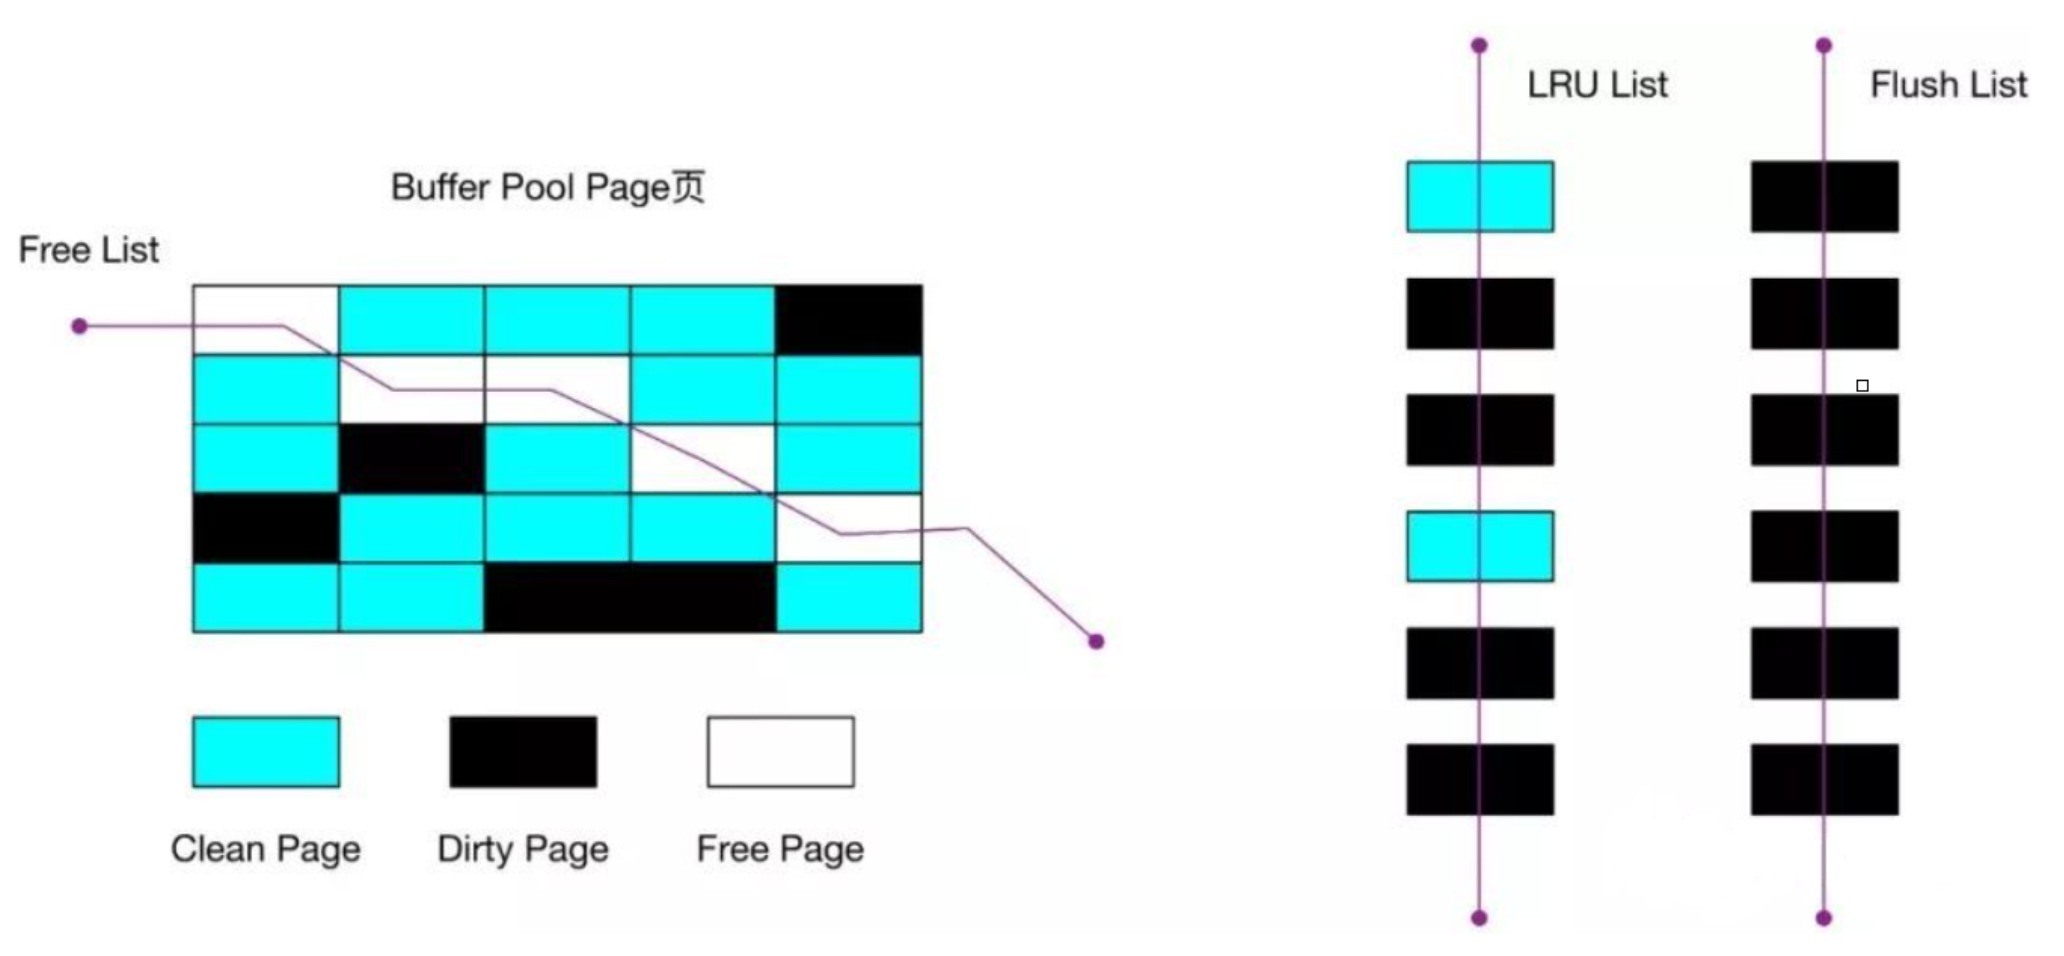 Buffer Pool Page页
Free List
Clean Page
Dirty Page
Free Page
LRU List
Flush List